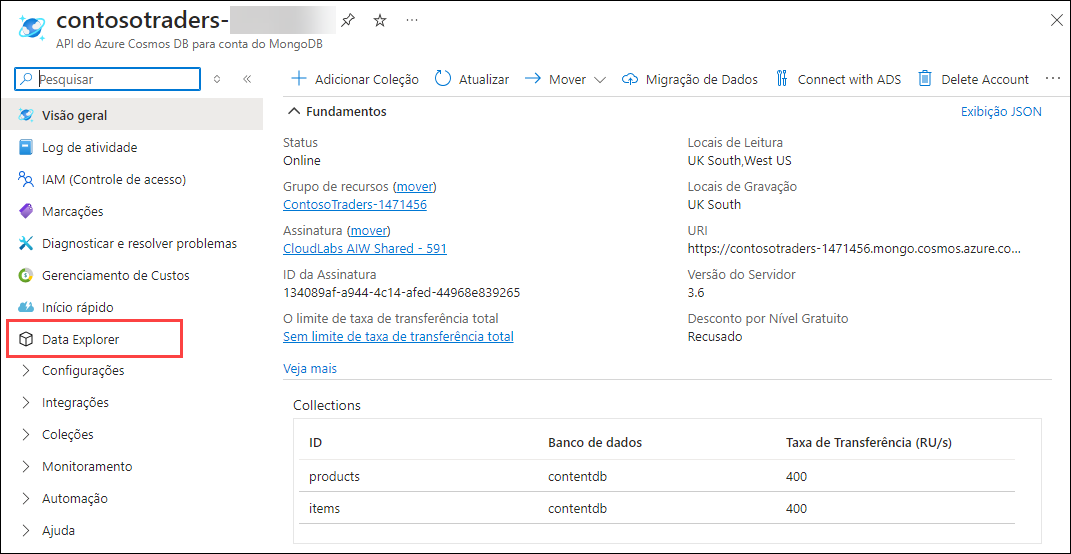 contosotraders-
API do Azure Cosmos DB para conta do MongoDB
Pesquisar
Adicionar Coleção
Atualizar
Mover
Migração de Dados
Connect with ADS
Delete Account
Visão geral
Log de atividade
IAM (Controle de acesso)
Marcações
Diagnosticar e resolver problemas
Gerenciamento de Custos
Início rápido
Data Explorer
Configurações
Integrações
Coleções
Monitoramento
Automação
Ajuda
Fundamentos
Exibição JSON
Status
Online
Grupo de recursos (mover)
ContosoTraders-1471456
Assinatura (mover)
CloudLabs AIW Shared - 591
ID da Assinatura
134089af-a944-4c14-afed-44968e839265
O limite de taxa de transferência total
Sem limite de taxa de transferência total
Locais de Leitura
UK South,West US
Locais de Gravação
UK South
URI
https://contosotraders-1471456.mongo.cosmos.azure.co...
Versão do Servidor
3.6
Desconto por Nível Gratuito
Recusado
Veja mais
Collections
ID Banco de dados Taxa de Transferência (RU/s)
products contentdb 400
items contentdb 400